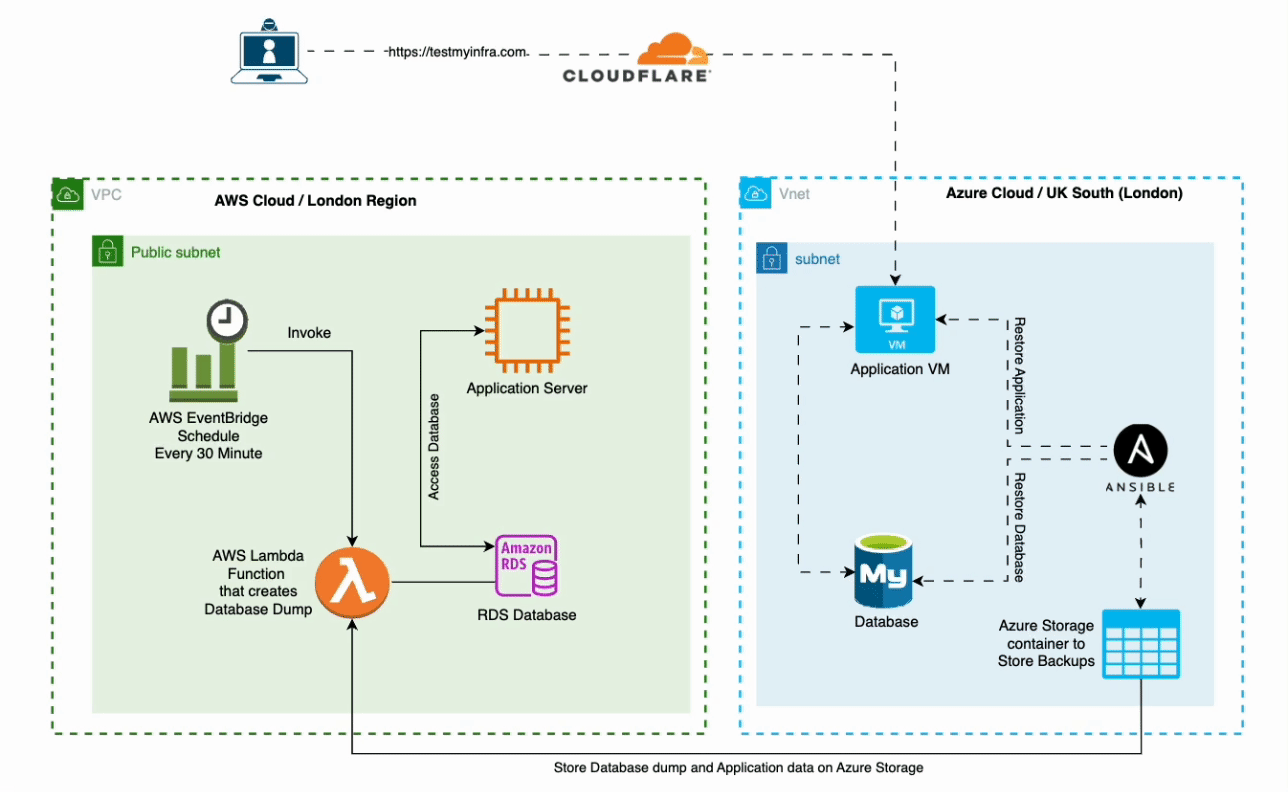 https://testmyinfra.com
CLOUDFLARE
VPC
AWS Cloud / London Region
Public subnet
Invoke
AWS EventBridge
Schedule
Every 30 Minute
Application Server
Access Database
AWS Lambda
Function
that creates
Database Dump
Amazon
RDS
RDS Database
Vnet
Azure Cloud / UK South (London)
subnet
VM
Application VM
Restore Application
ANSIBLE
Restore Database
My
Database
Azure Storage
container to
Store Backups
Store Database dump and Application data on Azure Storage